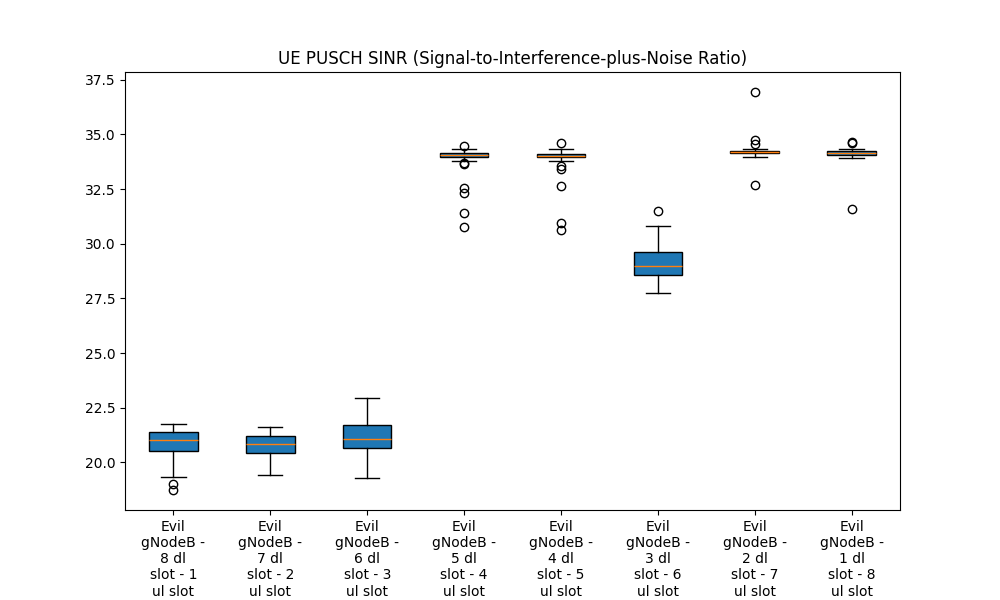 UE PUSCH SINR (Signal-to-Interference-plus-Noise Ratio)
37.5
35.0
32.5
30.0
27.5
25.0
22.5
20.0
Evil
gNodeB -
8 dl
slot - 1
ul slot
Evil
gNodeB -
7 dl
slot - 2
ul slot
Evil
gNodeB -
6 dl
slot - 3
ul slot
Evil
gNodeB -
5 dl
slot - 4
ul slot
Evil
gNodeB -
4 dl
slot - 5
ul slot
Evil
gNodeB -
3 dl
slot - 6
ul slot
Evil
gNodeB -
2 dl
slot - 7
ul slot
Evil
gNodeB -
1 dl
slot - 8
ul slot